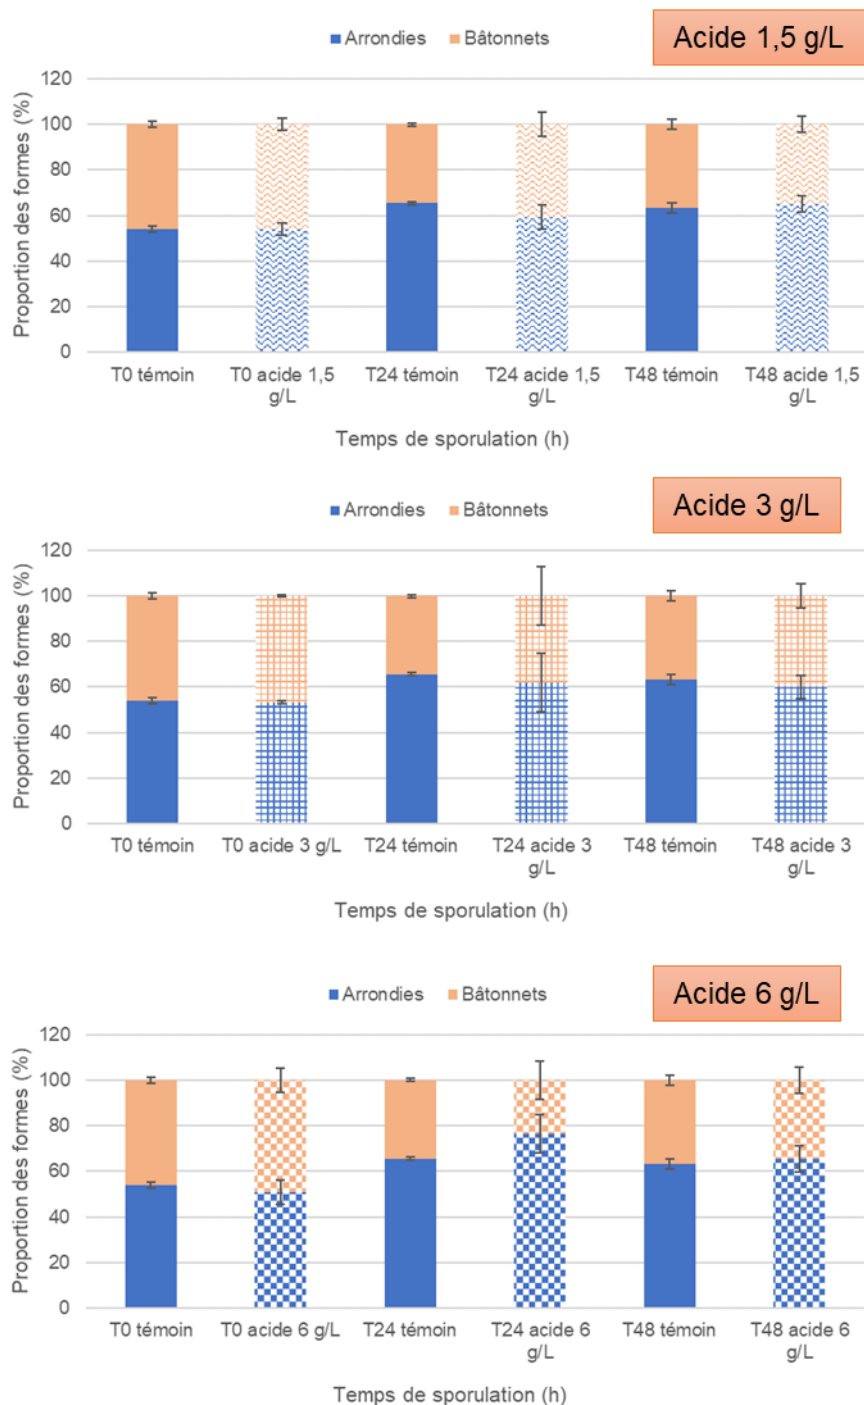 Arrondies Bâtonnets
Acide 1,5 g/L
Proportion des formes (%)
120
100
80
60
40
20
0
T0 témoin T0 acide 1,5 T24 témoin T24 acide 1,5 T48 témoin T48 acide 1,5
g/L g/L g/L
Temps de sporulation (h)
Arrondies Bâtonnets
Acide 3 g/L
Proportion des formes (%)
120
100
80
60
40
20
0
T0 témoin T0 acide 3 g/L T24 témoin T24 acide 3 T48 témoin T48 acide 3
g/L g/L
Temps de sporulation (h)
Arrondies Bâtonnets
Acide 6 g/L
Proportion des formes (%)
120
100
80
60
40
20
0
T0 témoin T0 acide 6 g/L T24 témoin T24 acide 6 T48 témoin T48 acide 6
g/L g/L
Temps de sporulation (h)